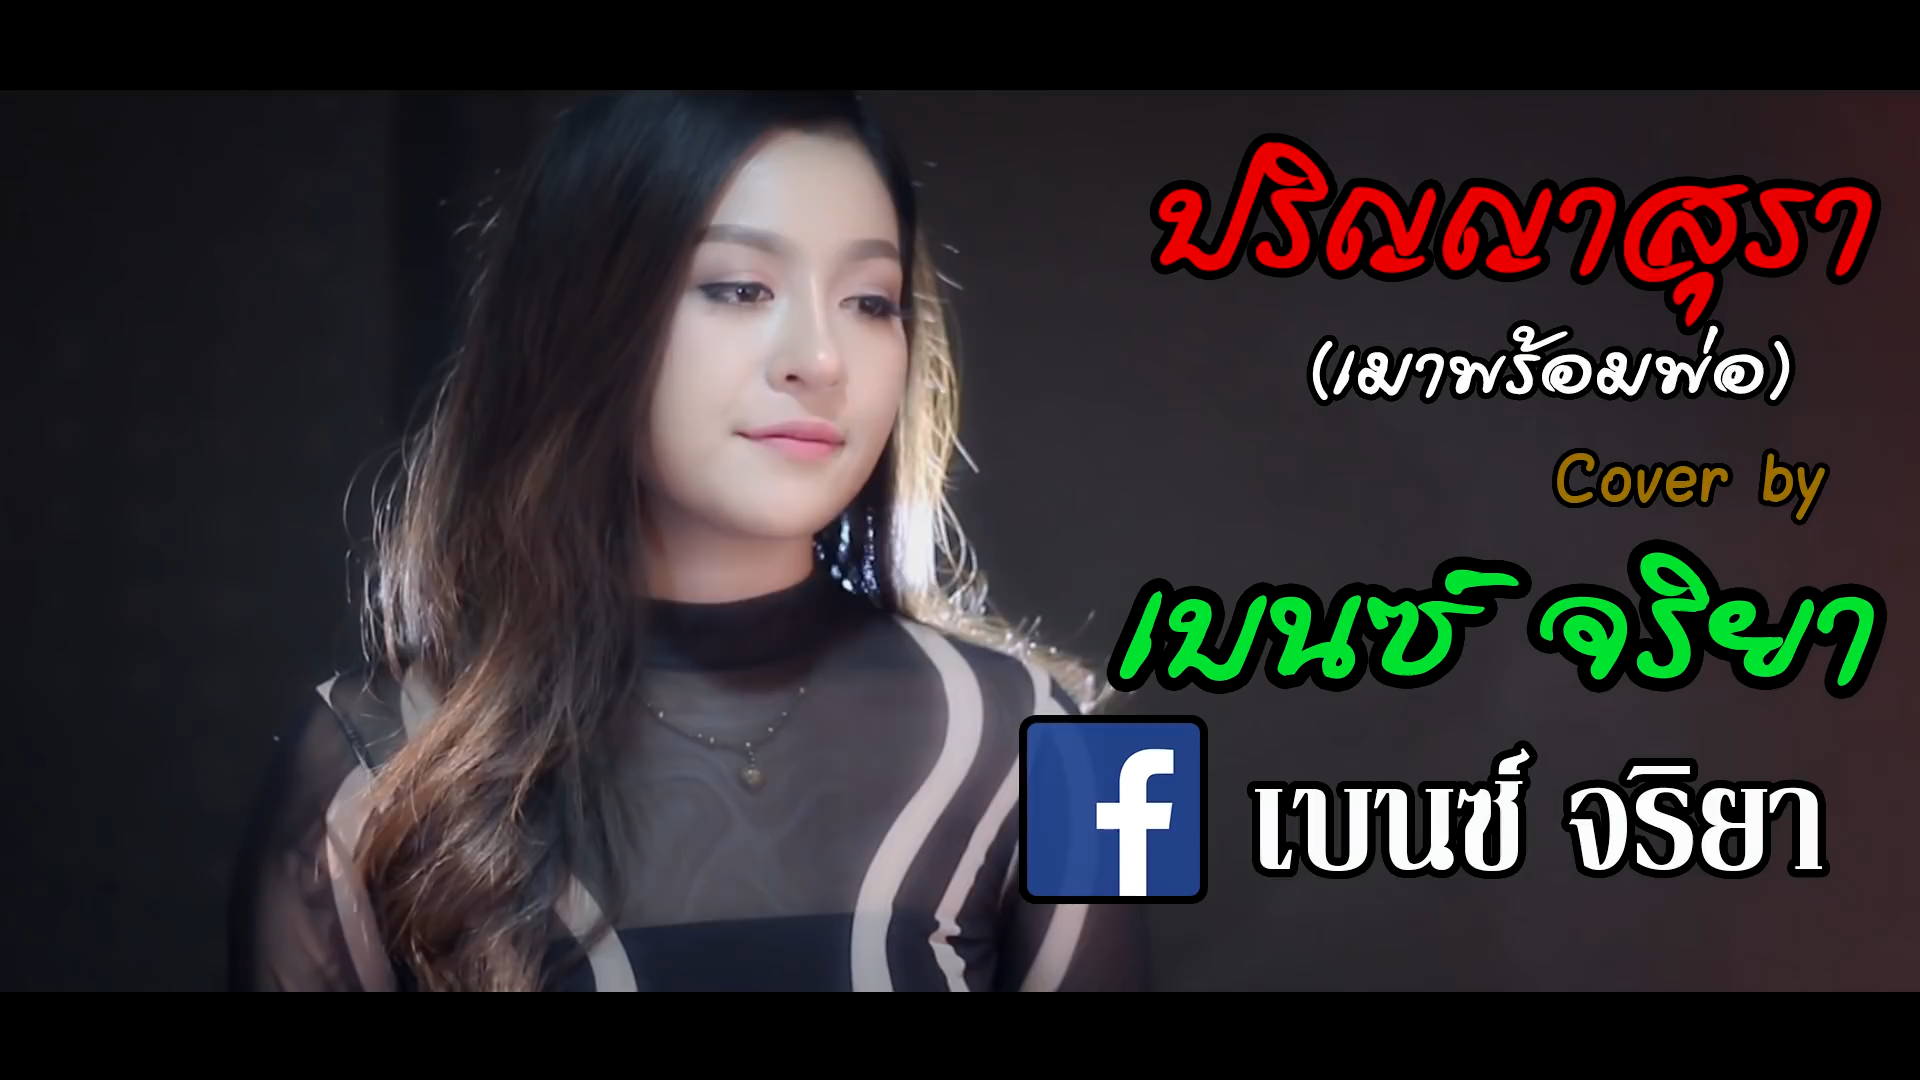 ปริญญาสุรา
(เมาพร้อมพ่อ)
Cover by
เบนซ์ จริยา
f เบนซ์ จริยา